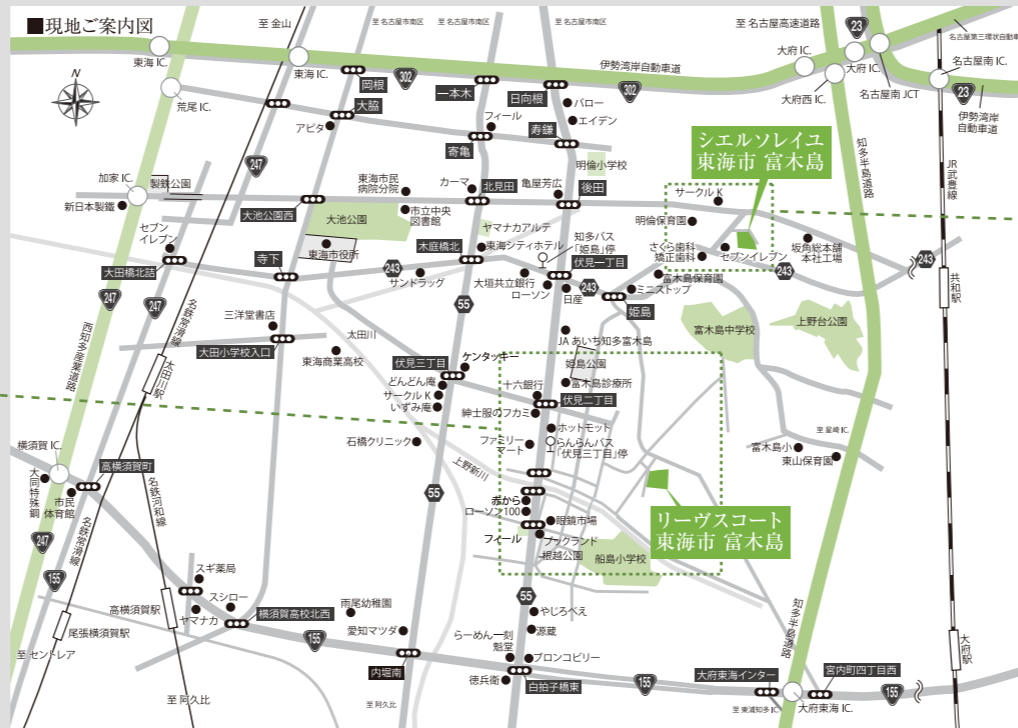 ■現地ご案内図
至 金山
至 名古屋市南区
至 名古屋市南区
至 名古屋市南区
至 名古屋高速道路
23
名古屋第三環状自動車
N
東海 IC.
東海 IC.
岡根
302
一本木
日向根
302
伊勢湾岸自動車道
大府 IC.
大府 IC.
大府西 IC.
名古屋南 JCT
名古屋南 IC.
23
伊勢湾岸
自動車道
荒尾 IC.
大脇
アピタ
フィール
バロー
エイデン
寄亀
寿鎌
明倫小学校
シエルソレイユ
東海市 富木島
知多半島道路
JR武豊線
247
加家 IC.
製鉄公園
新日本製鐵
東海市民
病院分院
カーマ
北見田
亀屋芳広
後田
サークル K
大池公園西
大池公園
市立中央
図書館
明倫保育園
セブン
イレブン
ヤマナカアルテ
東海シティホテル
知多バス
「姫島」停
さくら歯科
矯正歯科
セブンイレブン
坂角総本舗
本社工場
大田橋北詰
寺下
東海市役所
木庭橋北
伏見一丁目
243
サンドラッグ
大垣共立銀行
ローソン
日産
243
富木島保育園
ミニストップ
243
243
共和駅
247
247
名鉄常滑線
三洋堂書店
55
姫島
富木島中学校
上野台公園
西知多産業道路
大田小学校入口
太田川
東海商業高校
JA あいち知多富木島
太田川駅
伏見三丁目
ケンタッキー
姫島公園
どんどん庵
サークル K
いずみ庵
十六銀行
富木島診療所
伏見二丁目
紳士服のフカミ
ホットモット
石橋クリニック
ファミリー
マート
らんらんバス
「伏見三丁目」停
富木島小
至 星崎 IC.
東山保育園
横須賀 IC.
高横須賀町
上野新川
大同特殊鋼
市民
体育館
名鉄常滑線
名鉄河和線
55
赤から
ローソン 100
眼鏡市場
リーヴスコート
東海市 富木島
247
フィール
ブックランド
根越公園
船島小学校
155
スギ薬局
55
高横須賀駅
スシロー
ヤマナカ
横須賀高校北西
雨尾幼稚園
やじろべえ
知多半島道路
尾張横須賀駅
155
愛知マツダ
らーめん一刻
魁堂
源蔵
大府駅
至 セントレア
内堀南
ブロンコビリー
徳兵衛
白拍子橋東
155
大府東海インター
宮内町四丁目西
155
至 阿久比
至 阿久比
至 東浦知多 IC
大府東海 IC.